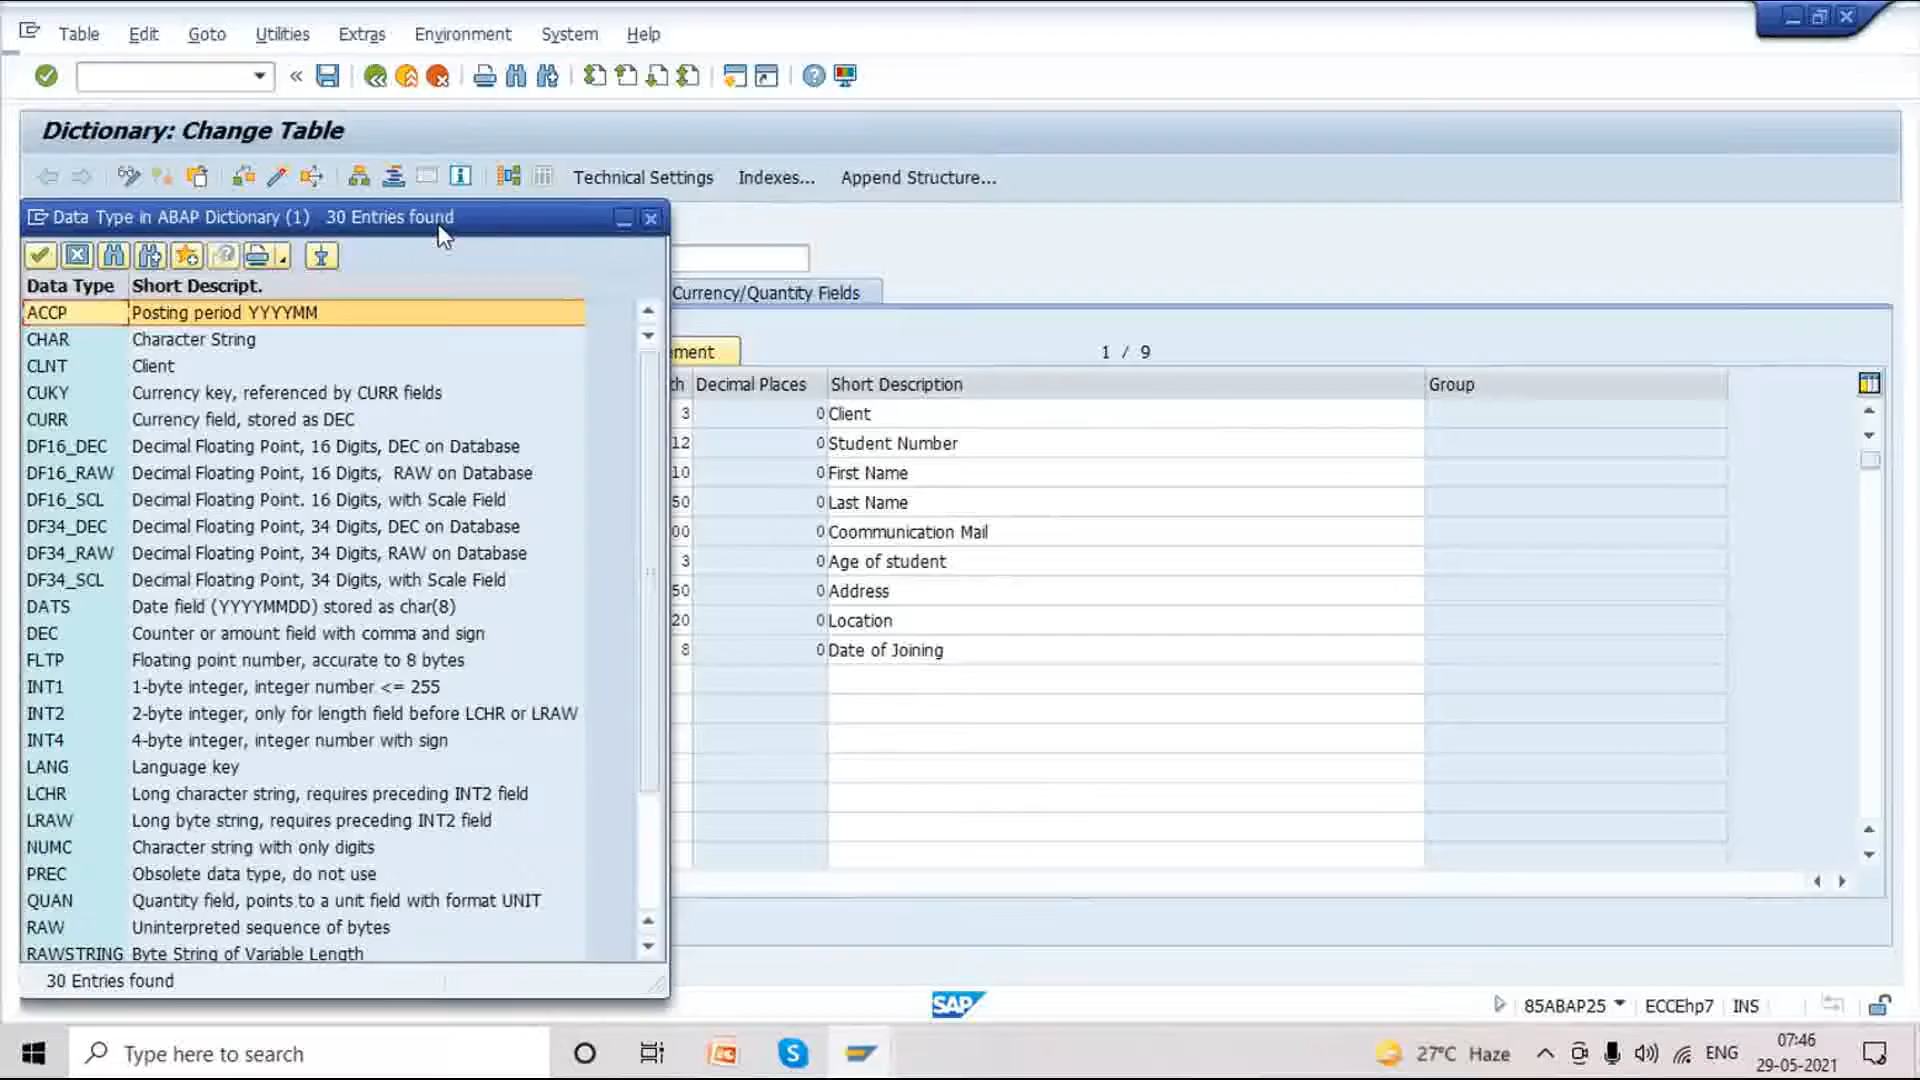 Table Edit Goto Utilities Extras Environment System Help
Dictionary: Change Table
Technical Settings Indexes... Append Structure...
Data Type in ABAP Dictionary (1) 30 Entries found
Data Type Short Descript.
ACCP Posting period YYYYMM
CHAR Character String
CLNT Client
CUKY Currency key, referenced by CURR fields
CURR Currency field, stored as DEC
DF16_DEC Decimal Floating Point, 16 Digits, DEC on Database
DF16_RAW Decimal Floating Point, 16 Digits, RAW on Database
DF16_SCL Decimal Floating Point. 16 Digits, with Scale Field
DF34_DEC Decimal Floating Point, 34 Digits, DEC on Database
DF34_RAW Decimal Floating Point, 34 Digits, RAW on Database
DF34_SCL Decimal Floating Point, 34 Digits, with Scale Field
DATS Date field (YYYYMMDD) stored as char(8)
DEC Counter or amount field with comma and sign
FLTP Floating point number, accurate to 8 bytes
INT1 1-byte integer, integer number <= 255
INT2 2-byte integer, only for length field before LCHR or LRAW
INT4 4-byte integer, integer number with sign
LANG Language key
LCHR Long character string, requires preceding INT2 field
LRAW Long byte string, requires preceding INT2 field
NUMC Character string with only digits
PREC Obsolete data type, do not use
QUAN Quantity field, points to a unit field with format UNIT
RAW Uninterpreted sequence of bytes
RAWSTRING Byte String of Variable Length
30 Entries found
Currency/Quantity Fields
ement 1 / 9
th Decimal Places Short Description Group
3 0 Client
12 0 Student Number
10 0 First Name
50 0 Last Name
00 0 Coommunication Mail
3 0 Age of student
50 0 Address
20 0 Location
8 0 Date of Joining
SAP 85ABAP25 ECCEhp7 INS
Type here to search
27°C Haze ENG
07:46
29-05-2021